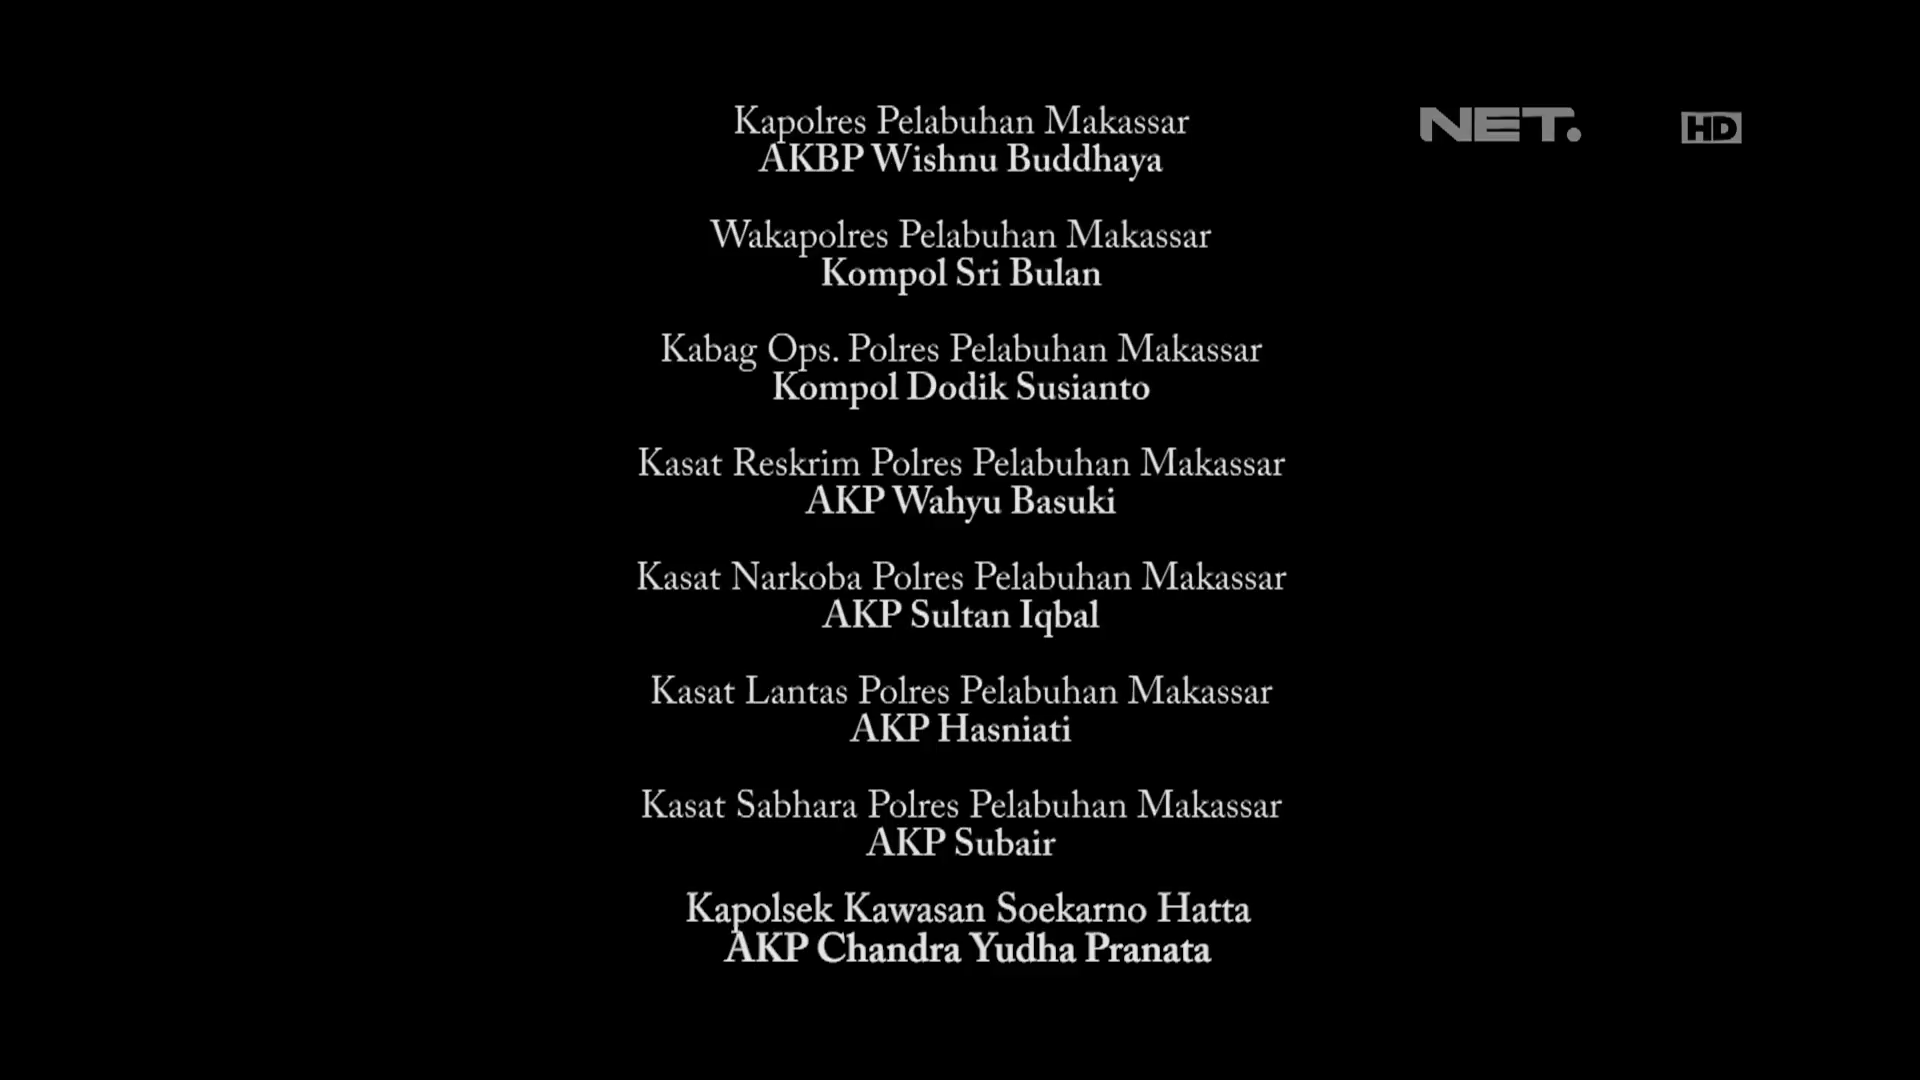 Kapolres Pelabuhan Makassar
AKBP Wishnu Buddhaya
Wakapolres Pelabuhan Makassar
Kompol Sri Bulan
Kabag Ops. Polres Pelabuhan Makassar
Kompol Dodik Susianto
Kasat Reskrim Polres Pelabuhan Makassar
AKP Wahyu Basuki
Kasat Narkoba Polres Pelabuhan Makassar
AKP Sultan Iqbal
Kasat Lantas Polres Pelabuhan Makassar
AKP Hasniati
Kasat Sabhara Polres Pelabuhan Makassar
AKP Subair
Kapolsek Kawasan Soekarno Hatta
AKP Chandra Yudha Pranata
NET.
HD